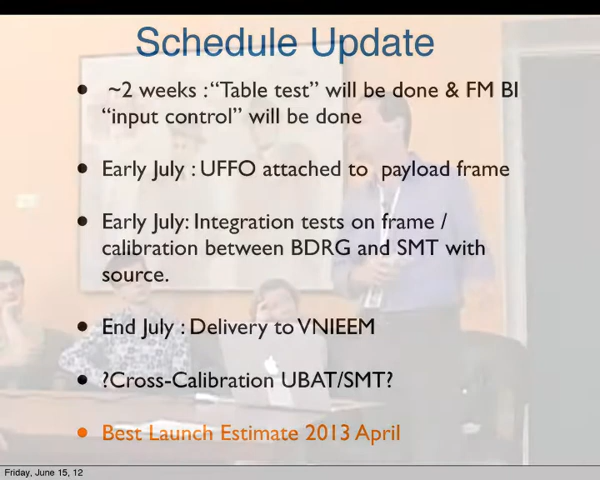 Schedule Update
• ~2 weeks :“Table test” will be done & FM BI
“input control” will be done
• Early July : UFFO attached to payload frame
• Early July: Integration tests on frame /
calibration between BDRG and SMT with
source.
• End July : Delivery to VNIEEM
• ?Cross-Calibration UBAT/SMT?
• Best Launch Estimate 2013 April
Friday, June 15, 12